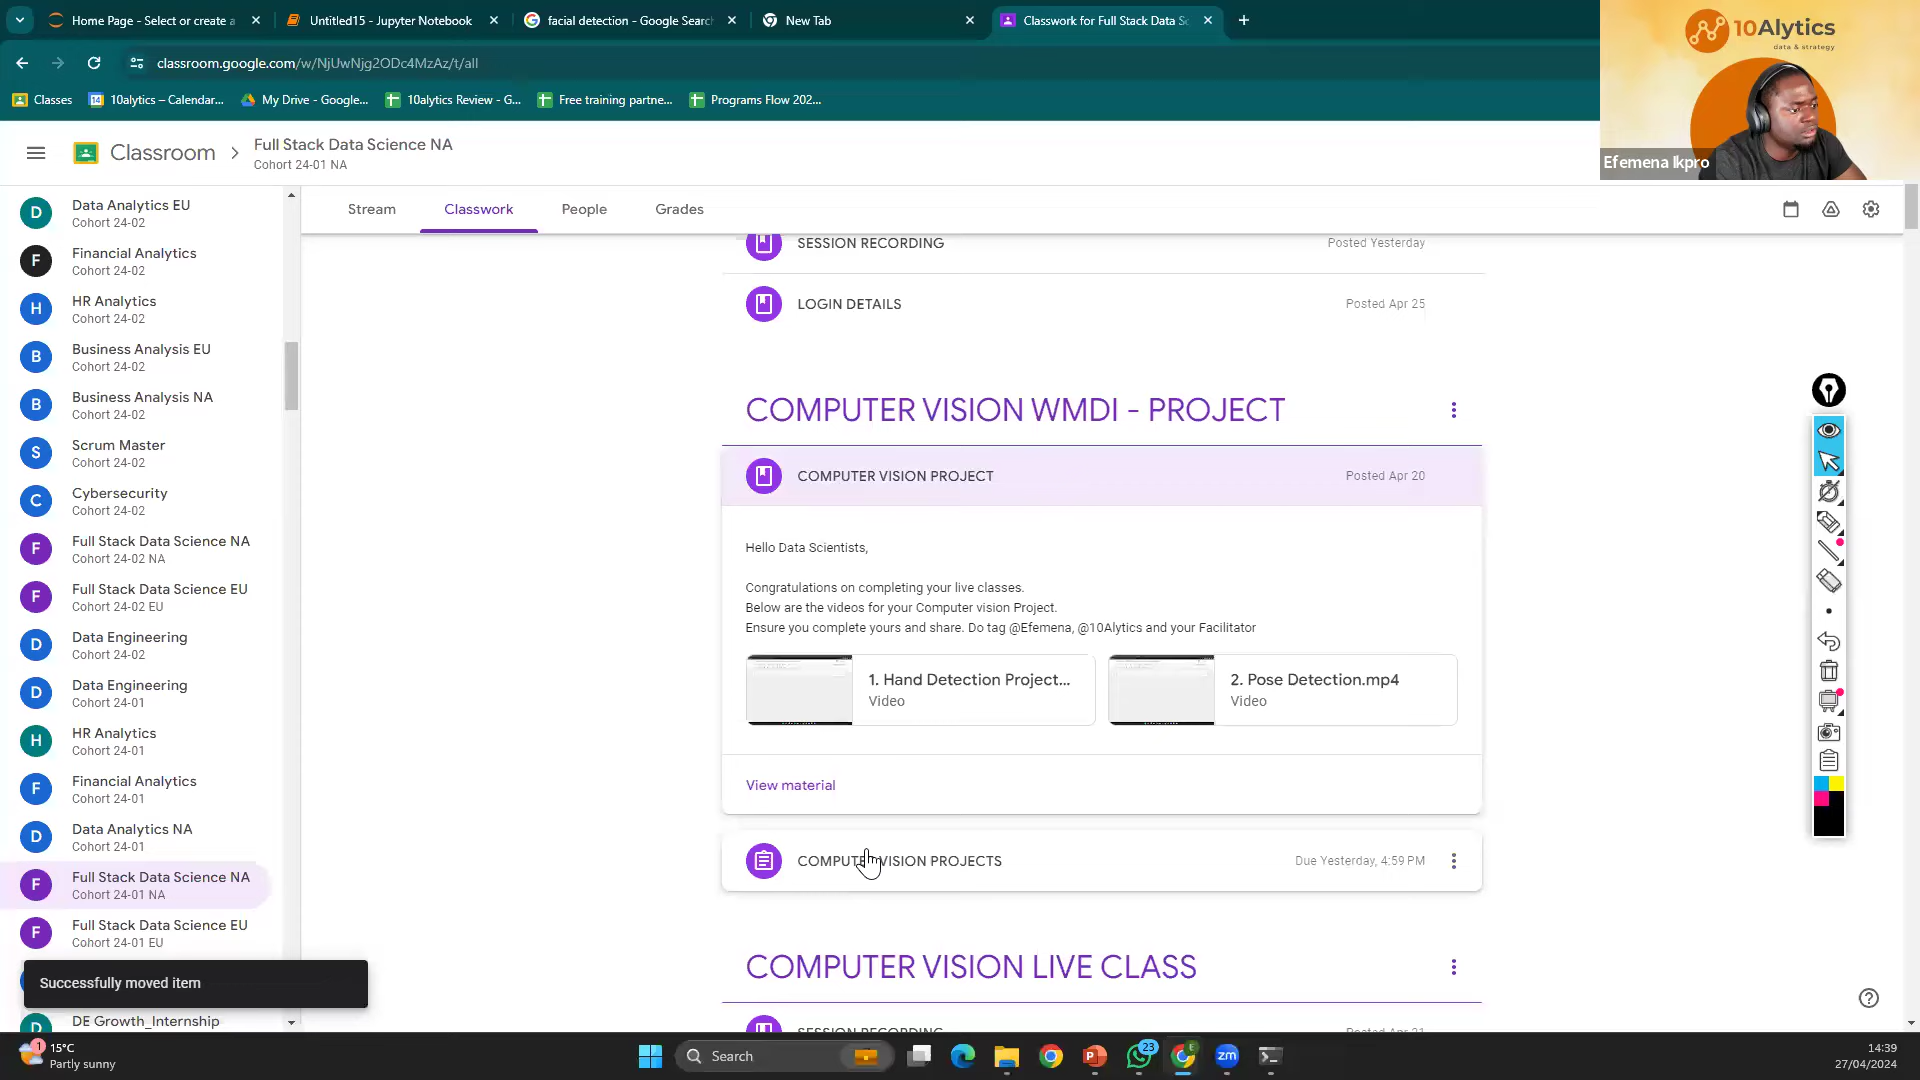 Home Page - Select or create a
Untitled15 - Jupyter Notebook
facial detection - Google Search
New Tab
Classwork for Full Stack Data Sc
classroom.google.com/w/NjUwNjg2ODc4MzAz/t/all
Classes
10alytics – Calendar...
My Drive - Google...
10alytics Review - G...
Free training partne...
Programs Flow 202...
10Alytics
data & strategy
Efemena Ikpro
Classroom
Full Stack Data Science NA
Cohort 24-01 NA
Stream
Classwork
People
Grades
D
Data Analytics EU
Cohort 24-02
F
Financial Analytics
Cohort 24-02
H
HR Analytics
Cohort 24-02
B
Business Analysis EU
Cohort 24-02
B
Business Analysis NA
Cohort 24-02
S
Scrum Master
Cohort 24-02
C
Cybersecurity
Cohort 24-02
F
Full Stack Data Science NA
Cohort 24-02 NA
F
Full Stack Data Science EU
Cohort 24-02 EU
D
Data Engineering
Cohort 24-02
D
Data Engineering
Cohort 24-01
H
HR Analytics
Cohort 24-01
F
Financial Analytics
Cohort 24-01
D
Data Analytics NA
Cohort 24-01
F
Full Stack Data Science NA
Cohort 24-01 NA
F
Full Stack Data Science EU
Cohort 24-01 EU
Successfully moved item
D
DE Growth_Internship
SESSION RECORDING
Posted Yesterday
LOGIN DETAILS
Posted Apr 25
COMPUTER VISION WMDI - PROJECT
COMPUTER VISION PROJECT
Posted Apr 20
Hello Data Scientists,
Congratulations on completing your live classes.
Below are the videos for your Computer vision Project.
Ensure you complete yours and share. Do tag @Efemena, @10Alytics and your Facilitator
1. Hand Detection Project...
Video
2. Pose Detection.mp4
Video
View material
COMPUTER VISION PROJECTS
Due Yesterday, 4:59 PM
COMPUTER VISION LIVE CLASS
SESSION RECORDING
Posted Apr 21
1
15°C
Partly sunny
Search
23
E
zm
14:39
27/04/2024